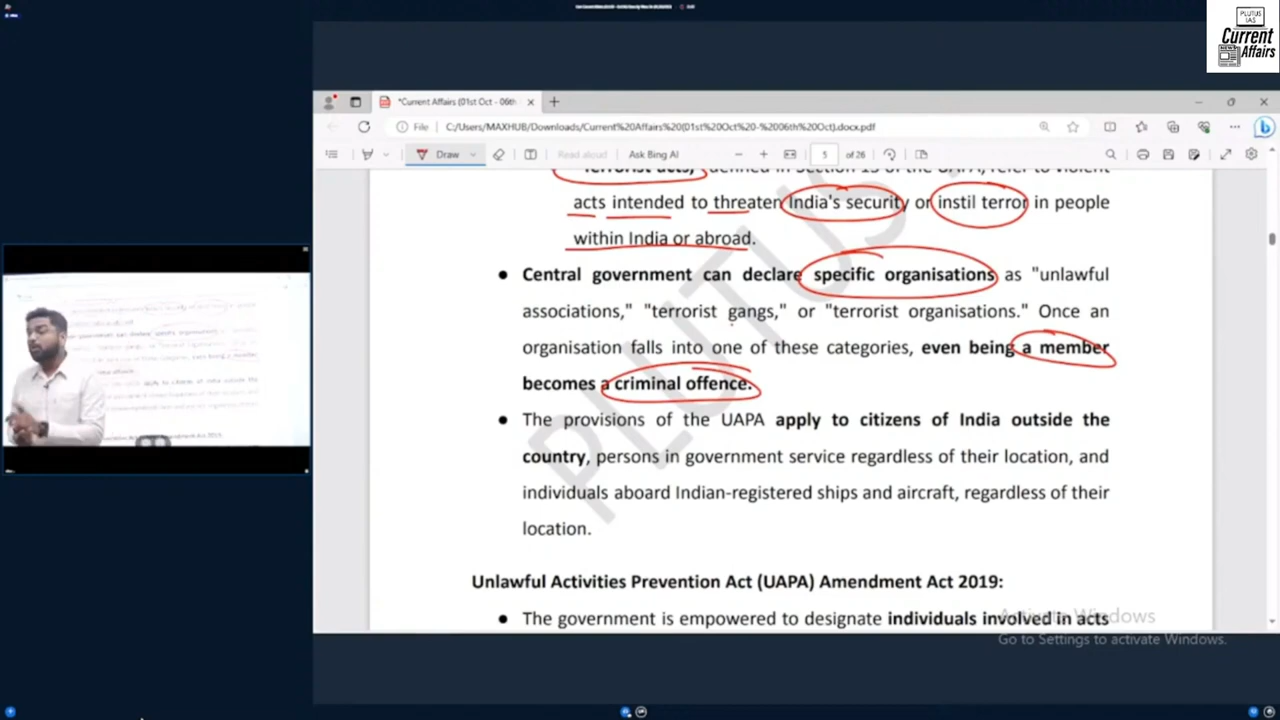 PLUTUS
IAS
Current
NEWS
Affairs
*Current Affairs (01st Oct - 06th
File C:/Users/MAXHUB/Downloads/Current%20Affairs%20(01st%20Oct%20-%2006th%20Oct).docx.pdf
Draw Read aloud Ask Bing AI 5 of 26
acts intended to threaten India's security or instil terror in people
within India or abroad.
• Central government can declare specific organisations as "unlawful
associations," "terrorist gangs," or "terrorist organisations." Once an
organisation falls into one of these categories, even being a member
becomes a criminal offence.
• The provisions of the UAPA apply to citizens of India outside the
country, persons in government service regardless of their location, and
individuals aboard Indian-registered ships and aircraft, regardless of their
location.
Unlawful Activities Prevention Act (UAPA) Amendment Act 2019:
• The government is empowered to designate individuals involved in acts
Activate Windows
Go to Settings to activate Windows.
PLUTUS